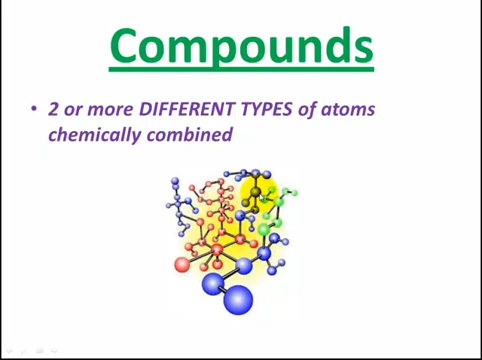 Compounds
• 2 or more DIFFERENT TYPES of atoms
chemically combined